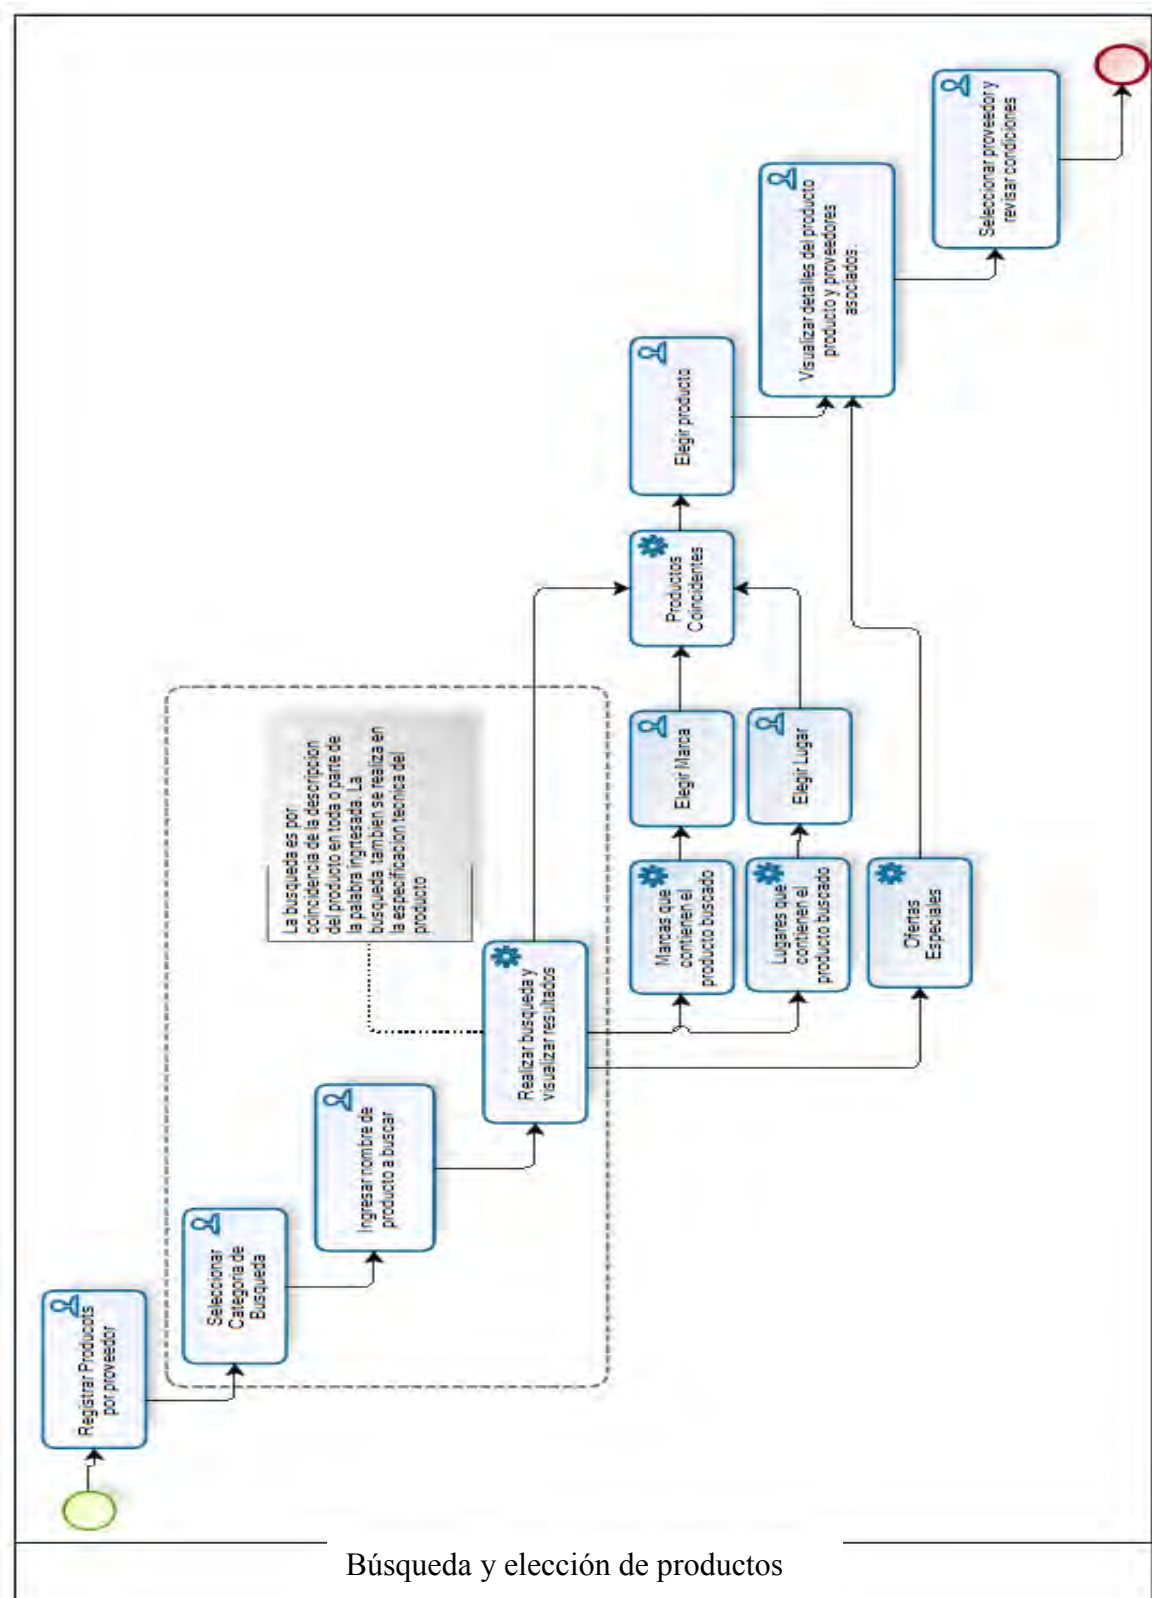 Registrar Producots
por proveedor
Seleccionar
Categoria de
Busqueda
Ingresar nombre de
producto a buscar
La busqueda es por
coincidencia de la descripcion
del producto en toda o parte de
la palabra ingresada. La
busqueda tambien se realiza en
la especificacion tecnica del
producto
Realizar busqueda y
visualizar resultados
Marcas que
contienen el
producto buscado
Elegir Marca
Lugares que
contienen el
producto buscado
Elegir Lugar
Ofertas
Especiales
Productos
Coincidentes
Elegir producto
Visualizar detalles del producto
producto y proveedores
asociados.
Seleccionar proveedor y
revisar condiciones
Búsqueda y elección de productos